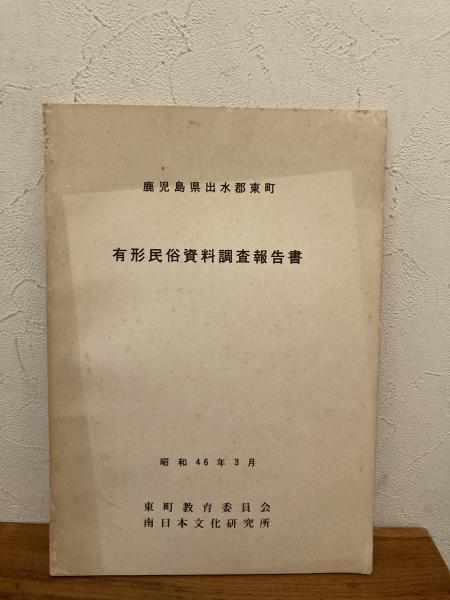 鹿児島県出水郡東町
有形民俗資料調査報告書
昭和46年3月
東町教育委員会
南日本文化研究所